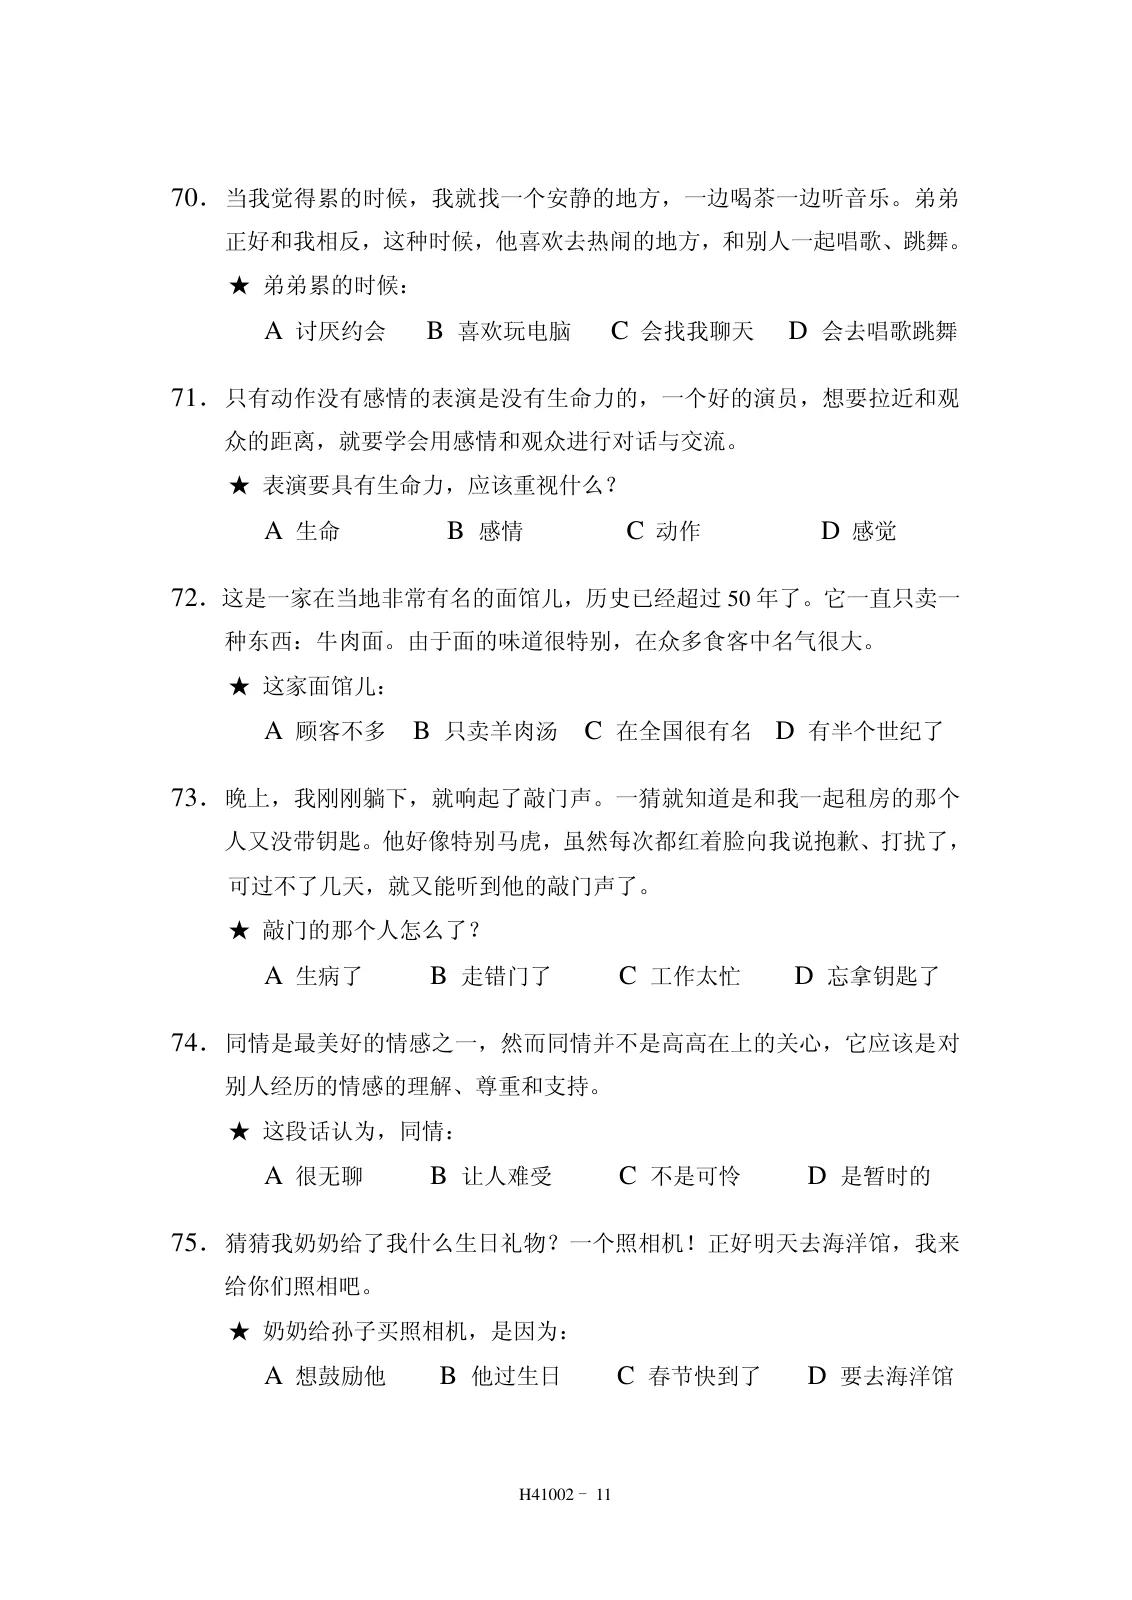 70．当我觉得累的时候，我就找一个安静的地方，一边喝茶一边听音乐。弟弟
正好和我相反，这种时候，他喜欢去热闹的地方，和别人一起唱歌、跳舞。
★ 弟弟累的时候：
A 讨厌约会 B 喜欢玩电脑 C 会找我聊天 D 会去唱歌跳舞
71．只有动作没有感情的表演是没有生命力的，一个好的演员，想要拉近和观
众的距离，就要学会用感情和观众进行对话与交流。
★ 表演要具有生命力，应该重视什么？
A 生命 B 感情 C 动作 D 感觉
72．这是一家在当地非常有名的面馆儿，历史已经超过 50 年了。它一直只卖一
种东西：牛肉面。由于面的味道很特别，在众多食客中名气很大。
★ 这家面馆儿：
A 顾客不多 B 只卖羊肉汤 C 在全国很有名 D 有半个世纪了
73．晚上，我刚刚躺下，就响起了敲门声。一猜就知道是和我一起租房的那个
人又没带钥匙。他好像特别马虎，虽然每次都红着脸向我说抱歉、打扰了，
可过不了几天，就又能听到他的敲门声了。
★ 敲门的那个人怎么了？
A 生病了 B 走错门了 C 工作太忙 D 忘拿钥匙了
74．同情是最美好的情感之一，然而同情并不是高高在上的关心，它应该是对
别人经历的情感的理解、尊重和支持。
★ 这段话认为，同情：
A 很无聊 B 让人难受 C 不是可怜 D 是暂时的
75．猜猜我奶奶给了我什么生日礼物？一个照相机！正好明天去海洋馆，我来
给你们照相吧。
★ 奶奶给孙子买照相机，是因为：
A 想鼓励他 B 他过生日 C 春节快到了 D 要去海洋馆
H41002－ 11